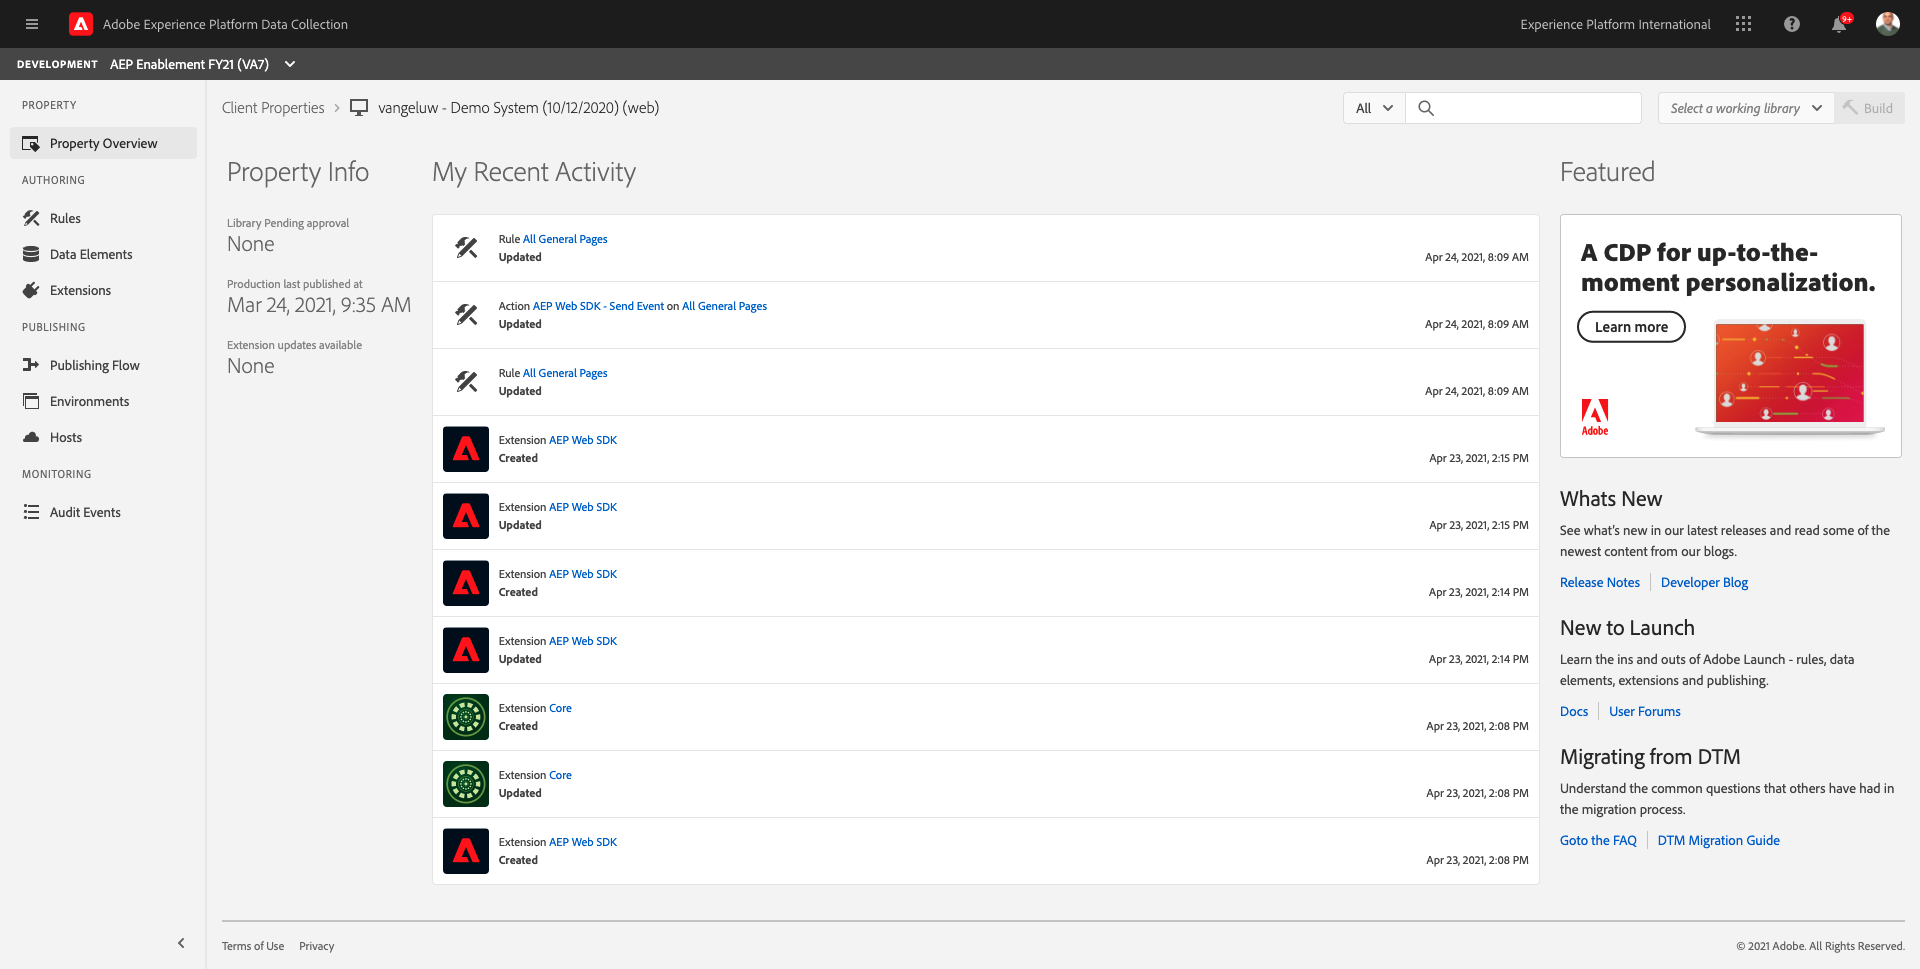 Adobe Experience Platform Data Collection
Experience Platform International
9+
DEVELOPMENT AEP Enablement FY21 (VA7)
PROPERTY
Property Overview
AUTHORING
Rules
Data Elements
Extensions
PUBLISHING
Publishing Flow
Environments
Hosts
MONITORING
Audit Events
Client Properties > vangeluw - Demo System (10/12/2020) (web)
All
Select a working library
Build
Property Info
Library Pending approval
None
Production last published at
Mar 24, 2021, 9:35 AM
Extension updates available
None
My Recent Activity
Rule All General Pages
Updated
Apr 24, 2021, 8:09 AM
Action AEP Web SDK - Send Event on All General Pages
Updated
Apr 24, 2021, 8:09 AM
Rule All General Pages
Updated
Apr 24, 2021, 8:09 AM
Extension AEP Web SDK
Created
Apr 23, 2021, 2:15 PM
Extension AEP Web SDK
Updated
Apr 23, 2021, 2:15 PM
Extension AEP Web SDK
Created
Apr 23, 2021, 2:14 PM
Extension AEP Web SDK
Updated
Apr 23, 2021, 2:14 PM
Extension Core
Created
Apr 23, 2021, 2:08 PM
Extension Core
Updated
Apr 23, 2021, 2:08 PM
Extension AEP Web SDK
Created
Apr 23, 2021, 2:08 PM
Featured
A CDP for up-to-the-
moment personalization.
Learn more
Adobe
Whats New
See what's new in our latest releases and read some of the
newest content from our blogs.
Release Notes
Developer Blog
New to Launch
Learn the ins and outs of Adobe Launch - rules, data
elements, extensions and publishing.
Docs
User Forums
Migrating from DTM
Understand the common questions that others have had in
the migration process.
Goto the FAQ
DTM Migration Guide
Terms of Use
Privacy
© 2021 Adobe. All Rights Reserved.